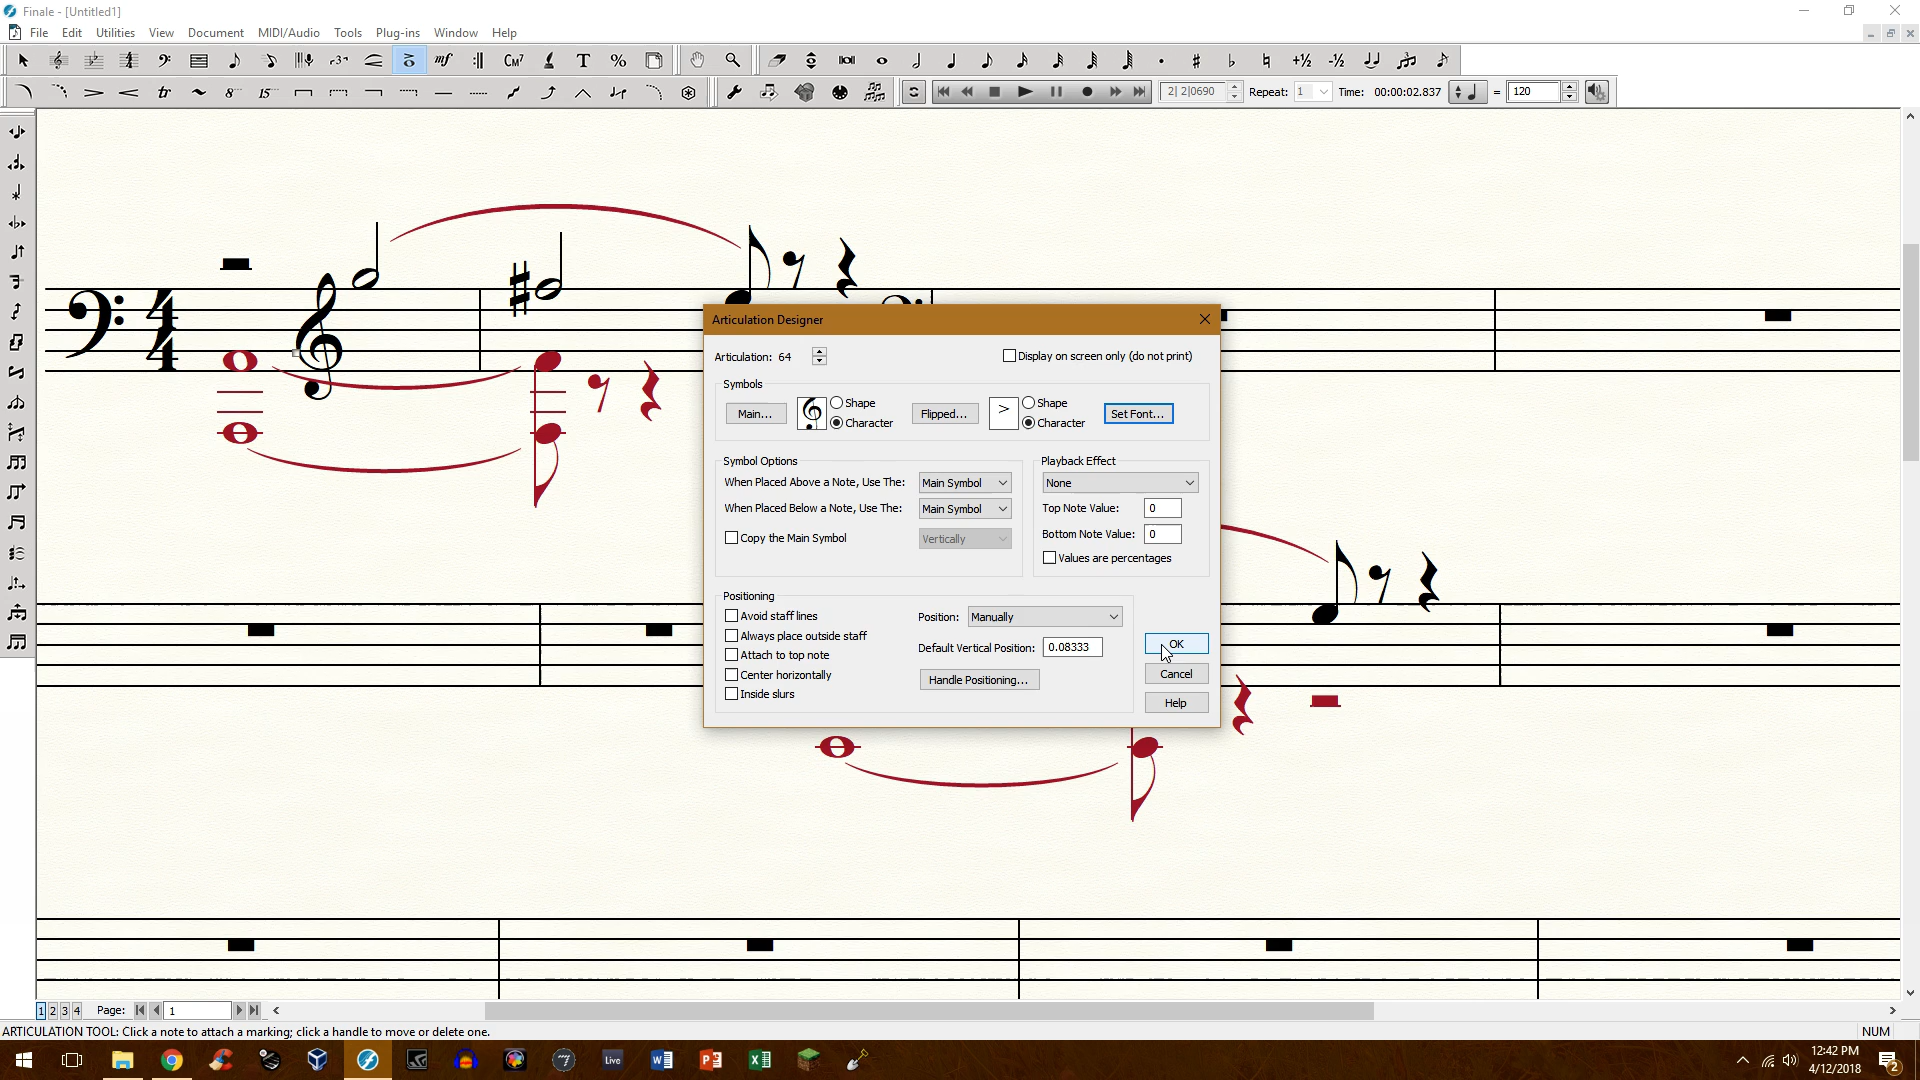 Finale - [Untitled1]
File Edit Utilities View Document MIDI/Audio Tools Plug-ins Window Help
CM7
8 15
2| 2|0690 Repeat: 1 Time: 00:00:02.837 = 120
Articulation Designer
Articulation: 64
Display on screen only (do not print)
Symbols
Main... Shape Character Flipped... Shape Character Set Font...
Symbol Options
When Placed Above a Note, Use The: Main Symbol
When Placed Below a Note, Use The: Main Symbol
Copy the Main Symbol Vertically
Playback Effect
None
Top Note Value: 0
Bottom Note Value: 0
Values are percentages
Positioning
Avoid staff lines
Always place outside staff
Attach to top note
Center horizontally
Inside slurs
Position: Manually
Default Vertical Position: 0.08333
Handle Positioning...
OK
Cancel
Help
1 2 3 4 Page: 1
ARTICULATION TOOL: Click a note to attach a marking; click a handle to move or delete one.
NUM
Live
12:42 PM
4/12/2018
2